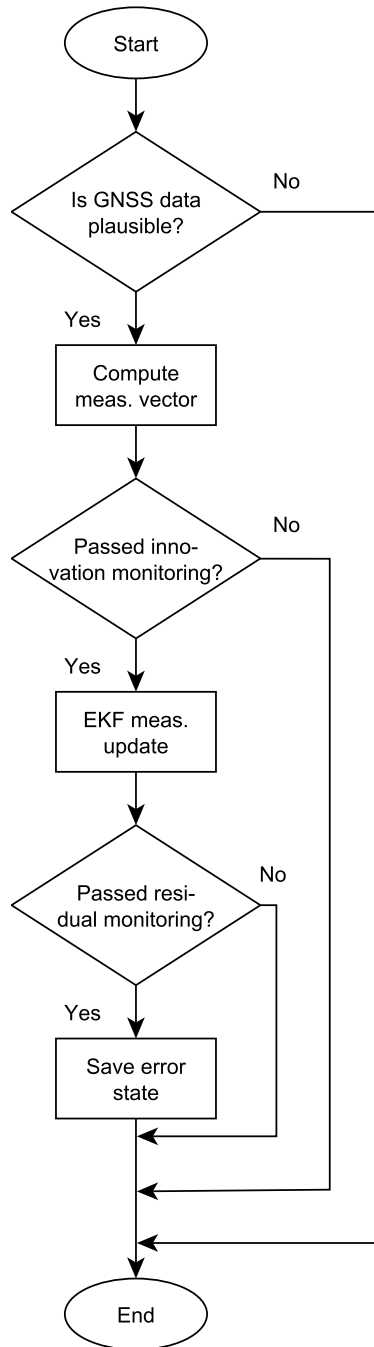 Start
Is GNSS data
plausible?
No
Yes
Compute
meas. vector
Passed inno-
vation monitoring?
No
Yes
EKF meas.
update
Passed resi-
dual monitoring?
No
Yes
Save error
state
End